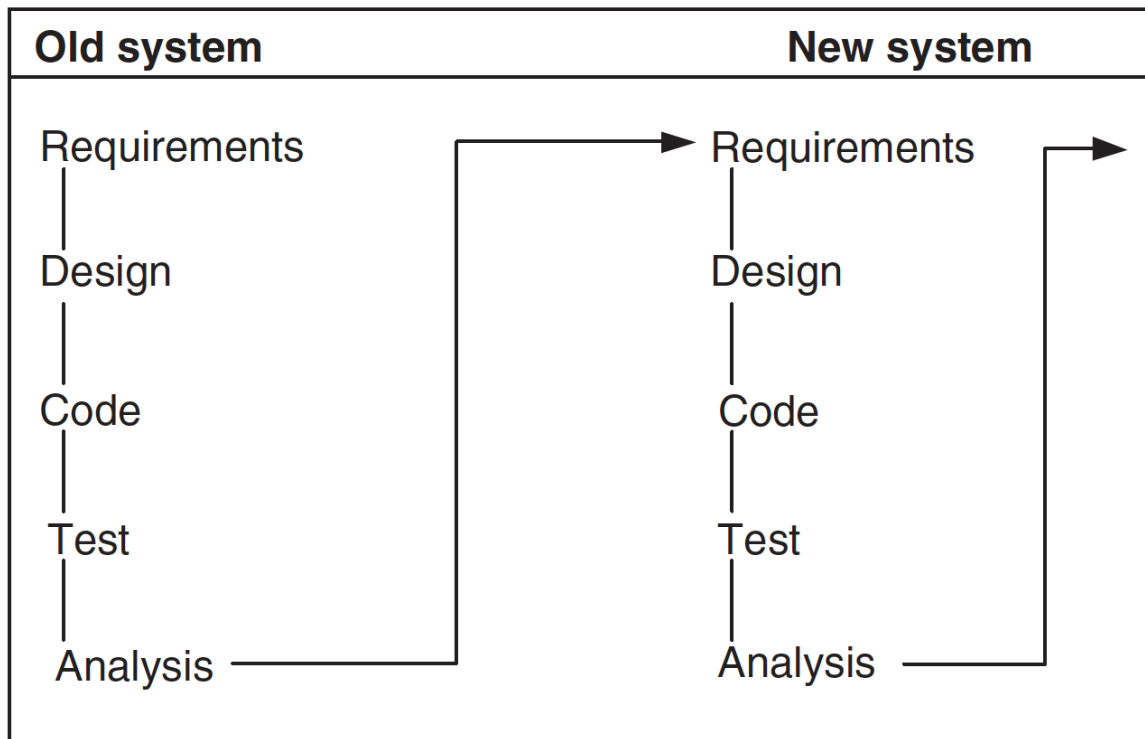 Old system
New system
Requirements
Design
Code
Test
Analysis
Requirements
Design
Code
Test
Analysis